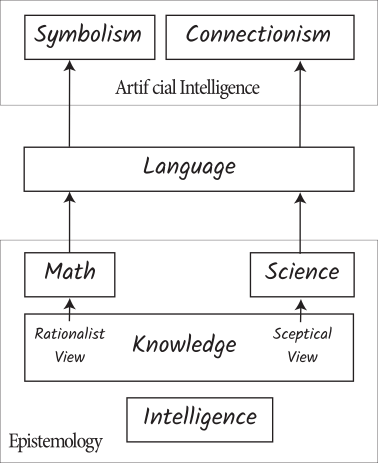 Symbolism Connectionism
Artif cial Intelligence
Language
Math Science
Rationalist Sceptical
View Knowledge View
Intelligence
Epistemology